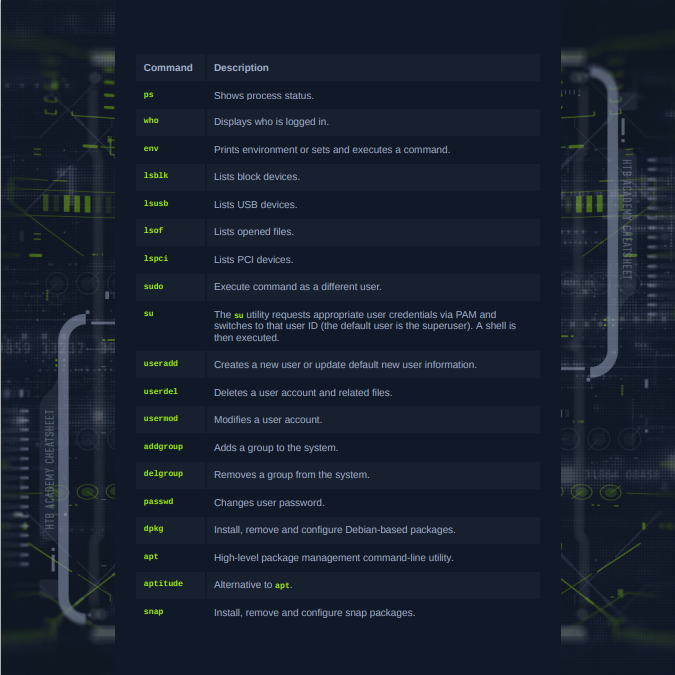 Command Description
ps Shows process status.
who Displays who is logged in.
env Prints environment or sets and executes a command.
lsblk Lists block devices.
lsusb Lists USB devices.
lsof Lists opened files.
lspci Lists PCI devices.
sudo Execute command as a different user.
su The su utility requests appropriate user credentials via PAM and
switches to that user ID (the default user is the superuser). A shell is
then executed.
useradd Creates a new user or update default new user information.
userdel Deletes a user account and related files.
usermod Modifies a user account.
addgroup Adds a group to the system.
delgroup Removes a group from the system.
passwd Changes user password.
dpkg Install, remove and configure Debian-based packages.
apt High-level package management command-line utility.
aptitude Alternative to apt.
snap Install, remove and configure snap packages.
HTB ACADEMY CHEATSHEET
HTB ACADEMY CHEATSHEET